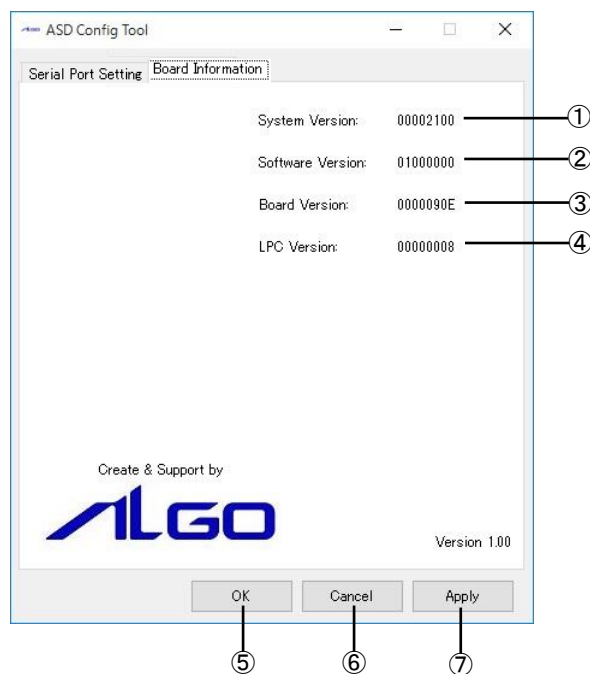 ASD Config Tool
Serial Port Setting Board Information
System Version: 00002100 ①
Software Version: 01000000 ②
Board Version: 0000090E ③
LPC Version: 00000008 ④
Create & Support by
ALGO
Version 1.00
OK Cancel Apply
⑤ ⑥ ⑦